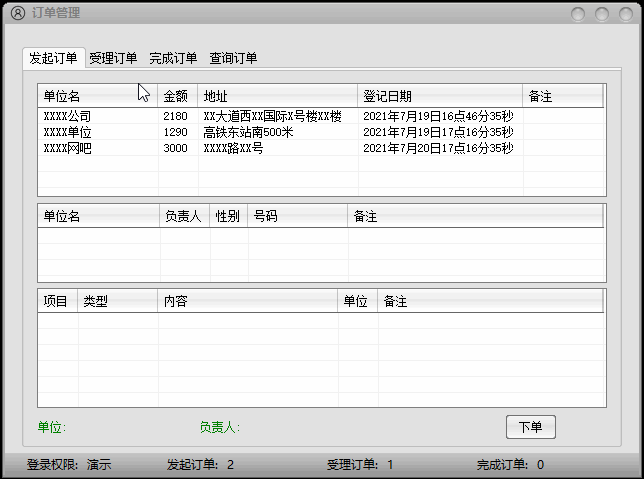 订单管理
发起订单 受理订单 完成订单 查询订单
单位名 金额 地址 登记日期 备注
XXXX公司 2180 XX大道西XX国际X号楼XX楼 2021年7月19日16点46分35秒
XXXX单位 1290 高铁东站南500米 2021年7月19日17点16分35秒
XXXX网吧 3000 XXXX路XX号 2021年7月20日17点16分35秒
单位名 负责人 性别 号码 备注
项目 类型 内容 单位 备注
单位: 负责人: 下单
登录权限: 演示 发起订单: 2 受理订单: 1 完成订单: 0